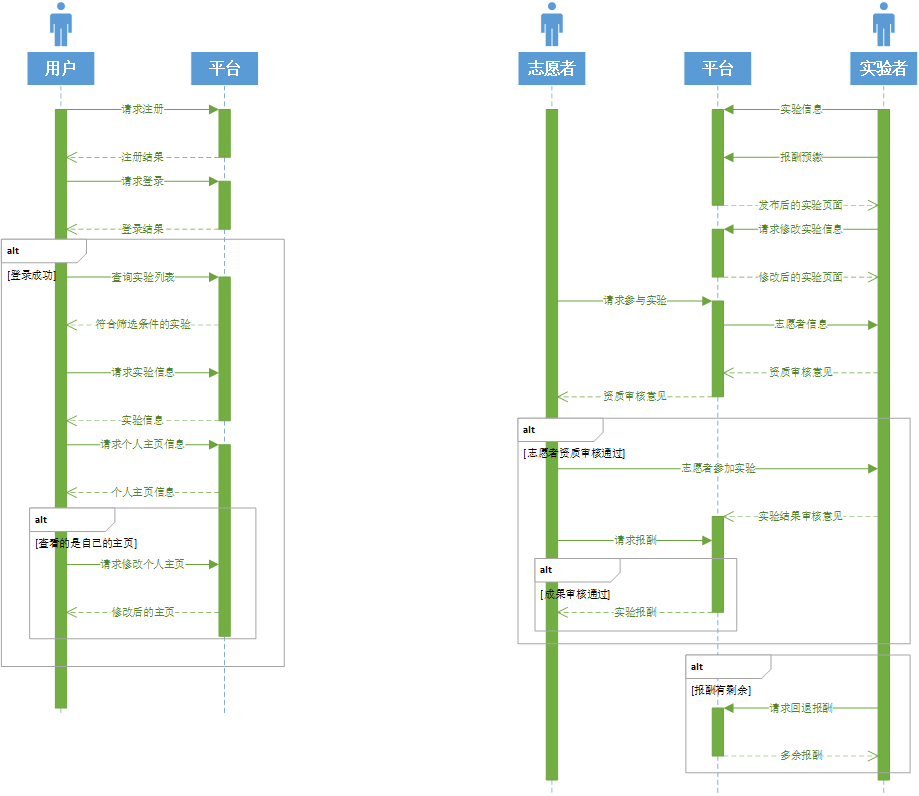 用户
平台
请求注册
注册结果
请求登录
登录结果
alt
[登录成功]
查询实验列表
符合筛选条件的实验
请求实验信息
实验信息
请求个人主页信息
个人主页信息
alt
[查看的是自己的主页]
请求修改个人主页
修改后的主页
志愿者
平台
实验者
实验信息
报酬预缴
发布后的实验页面
请求修改实验信息
修改后的实验页面
请求参与实验
志愿者信息
资质审核意见
资质审核意见
alt
[志愿者资质审核通过]
志愿者参加实验
实验结果审核意见
请求报酬
alt
[成果审核通过]
实验报酬
alt
[报酬有剩余]
请求回退报酬
多余报酬